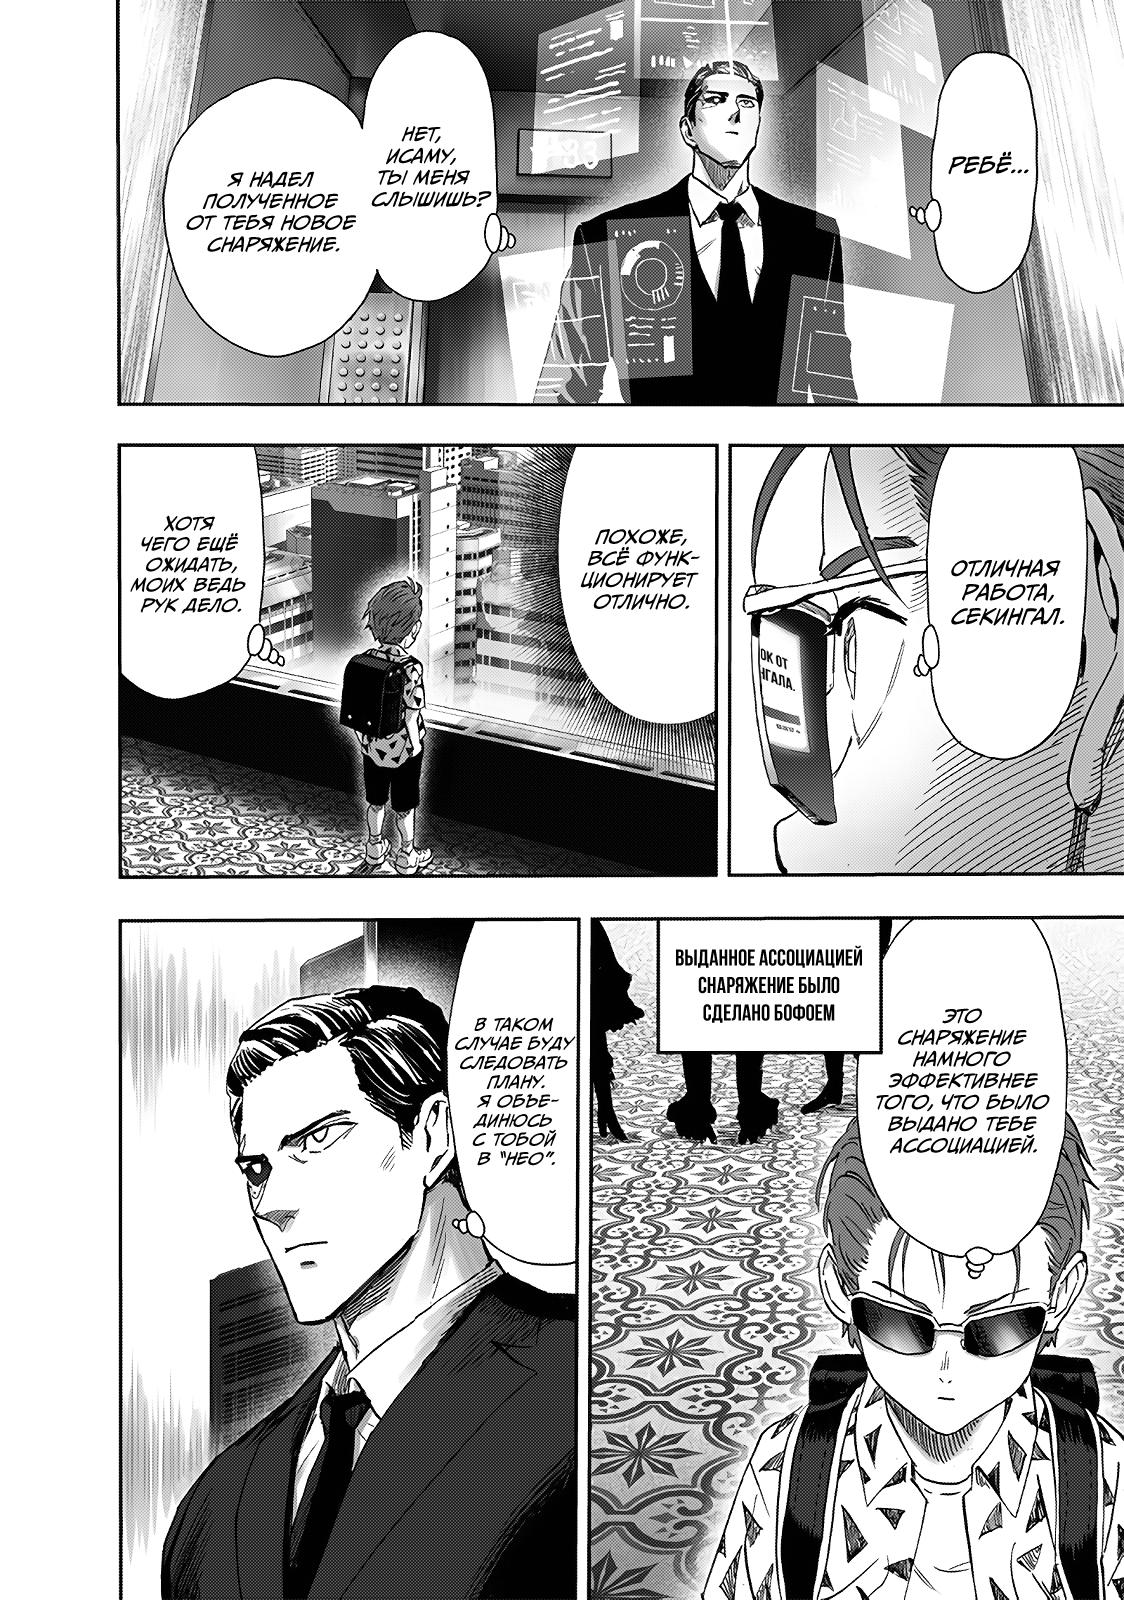 РЕБЁ...
НЕТ,
ИСАМУ,
ТЫ МЕНЯ
СЛЫШИШЬ?
Я НАДЕЛ
ПОЛУЧЕННОЕ
ОТ ТЕБЯ НОВОЕ
СНАРЯЖЕНИЕ.
ОТЛИЧНАЯ
РАБОТА,
СЕКИНГАЛ.
ОК ОТ
НГАЛА.
ПОХОЖЕ,
ВСЁ ФУНК-
ЦИОНИРУЕТ
ОТЛИЧНО.
ХОТЯ
ЧЕГО ЕЩЁ
ОЖИДАТЬ,
МОИХ ВЕДЬ
РУК ДЕЛО.
ЭТО
СНАРЯЖЕНИЕ
НАМНОГО
ЭФФЕКТИВНЕЕ
ТОГО, ЧТО БЫЛО
ВЫДАНО ТЕБЕ
АССОЦИАЦИЕЙ.
ВЫДАННОЕ АССОЦИАЦИЕЙ
СНАРЯЖЕНИЕ БЫЛО
СДЕЛАНО БОФОЕМ
В ТАКОМ
СЛУЧАЕ БУДУ
СЛЕДОВАТЬ
ПЛАНУ.
Я ОБЪЕ-
ДИНЮСЬ
С ТОБОЙ
В "НЕО".